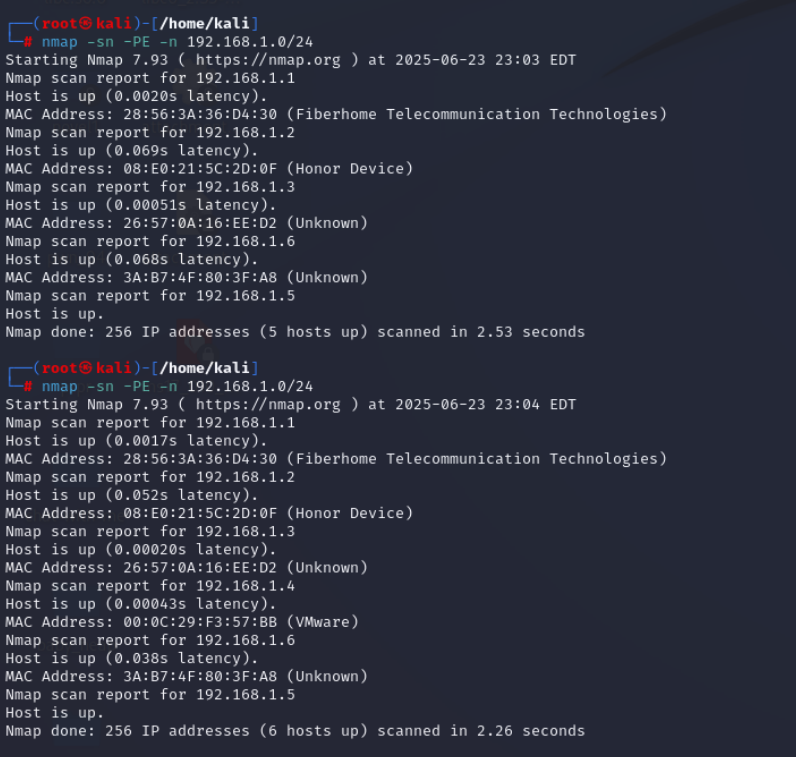 ┌──(root㉿kali)-[/home/kali]
└─# nmap -sn -PE -n 192.168.1.0/24
Starting Nmap 7.93 ( https://nmap.org ) at 2025-06-23 23:03 EDT
Nmap scan report for 192.168.1.1
Host is up (0.0020s latency).
MAC Address: 28:56:3A:36:D4:30 (Fiberhome Telecommunication Technologies)
Nmap scan report for 192.168.1.2
Host is up (0.069s latency).
MAC Address: 08:E0:21:5C:2D:0F (Honor Device)
Nmap scan report for 192.168.1.3
Host is up (0.00051s latency).
MAC Address: 26:57:0A:16:EE:D2 (Unknown)
Nmap scan report for 192.168.1.6
Host is up (0.068s latency).
MAC Address: 3A:B7:4F:80:3F:A8 (Unknown)
Nmap scan report for 192.168.1.5
Host is up.
Nmap done: 256 IP addresses (5 hosts up) scanned in 2.53 seconds
┌──(root㉿kali)-[/home/kali]
└─# nmap -sn -PE -n 192.168.1.0/24
Starting Nmap 7.93 ( https://nmap.org ) at 2025-06-23 23:04 EDT
Nmap scan report for 192.168.1.1
Host is up (0.0017s latency).
MAC Address: 28:56:3A:36:D4:30 (Fiberhome Telecommunication Technologies)
Nmap scan report for 192.168.1.2
Host is up (0.052s latency).
MAC Address: 08:E0:21:5C:2D:0F (Honor Device)
Nmap scan report for 192.168.1.3
Host is up (0.00020s latency).
MAC Address: 26:57:0A:16:EE:D2 (Unknown)
Nmap scan report for 192.168.1.4
Host is up (0.00043s latency).
MAC Address: 00:0C:29:F3:57:BB (VMware)
Nmap scan report for 192.168.1.6
Host is up (0.038s latency).
MAC Address: 3A:B7:4F:80:3F:A8 (Unknown)
Nmap scan report for 192.168.1.5
Host is up.
Nmap done: 256 IP addresses (6 hosts up) scanned in 2.26 seconds